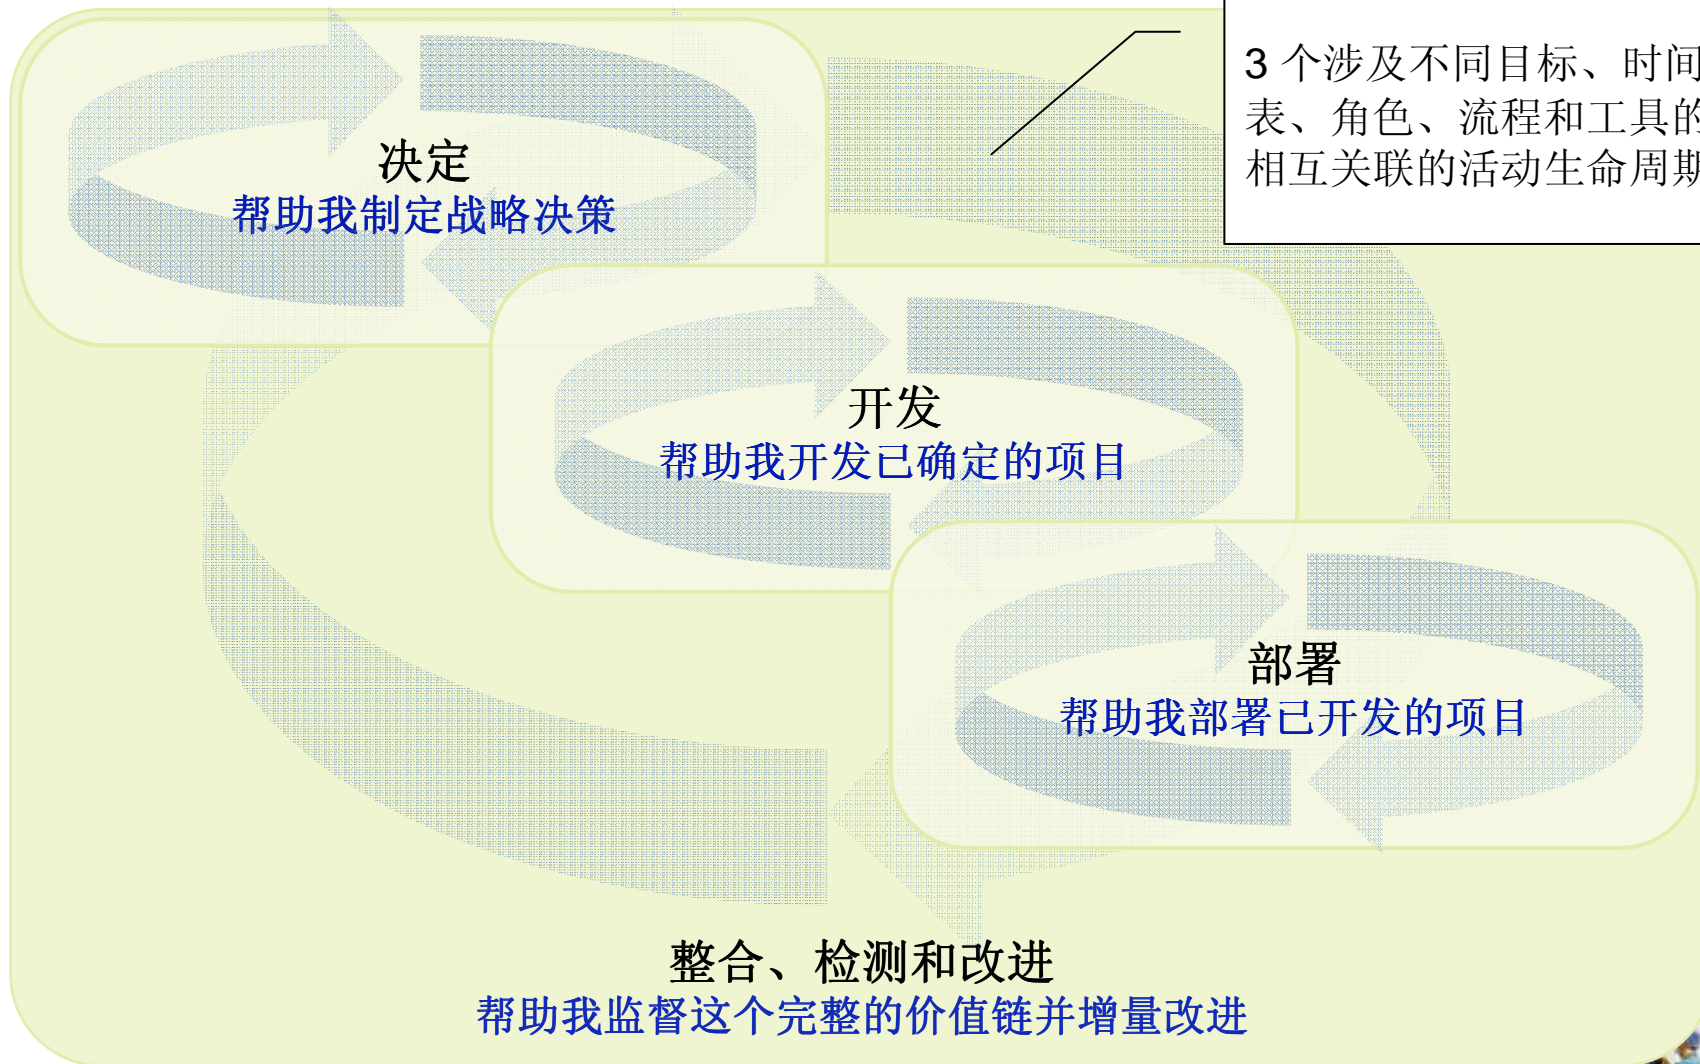 3 个涉及不同目标、时间
表、角色、流程和工具的
相互关联的活动生命周期
决定
帮助我制定战略决策
开发
帮助我开发已确定的项目
部署
帮助我部署已开发的项目
整合、检测和改进
帮助我监督这个完整的价值链并增量改进